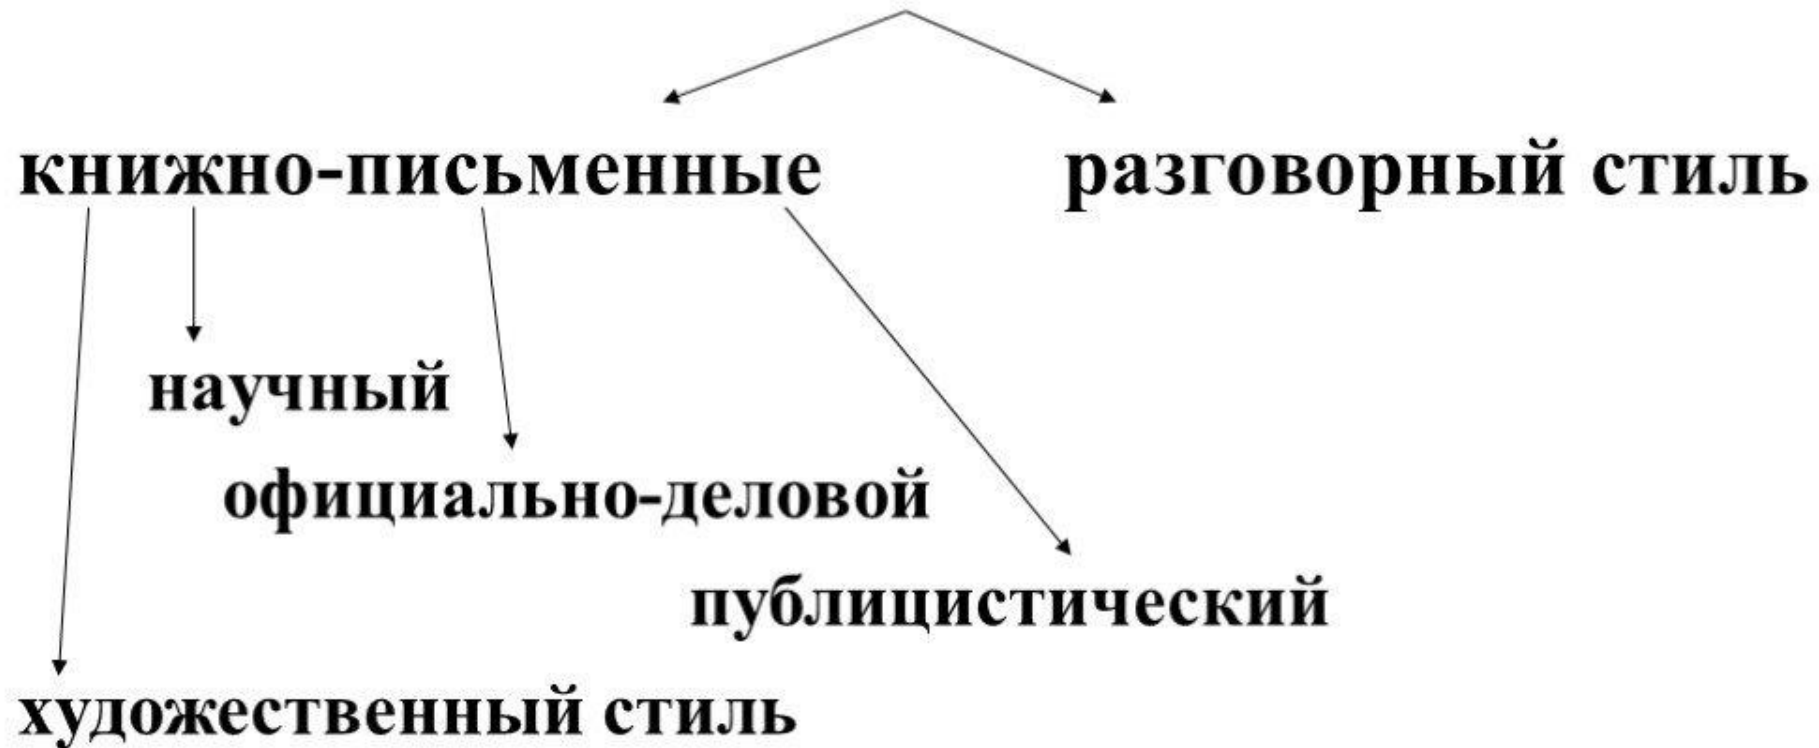 книжно-письменные разговорный стиль
научный
официально-деловой
публицистический
художественный стиль